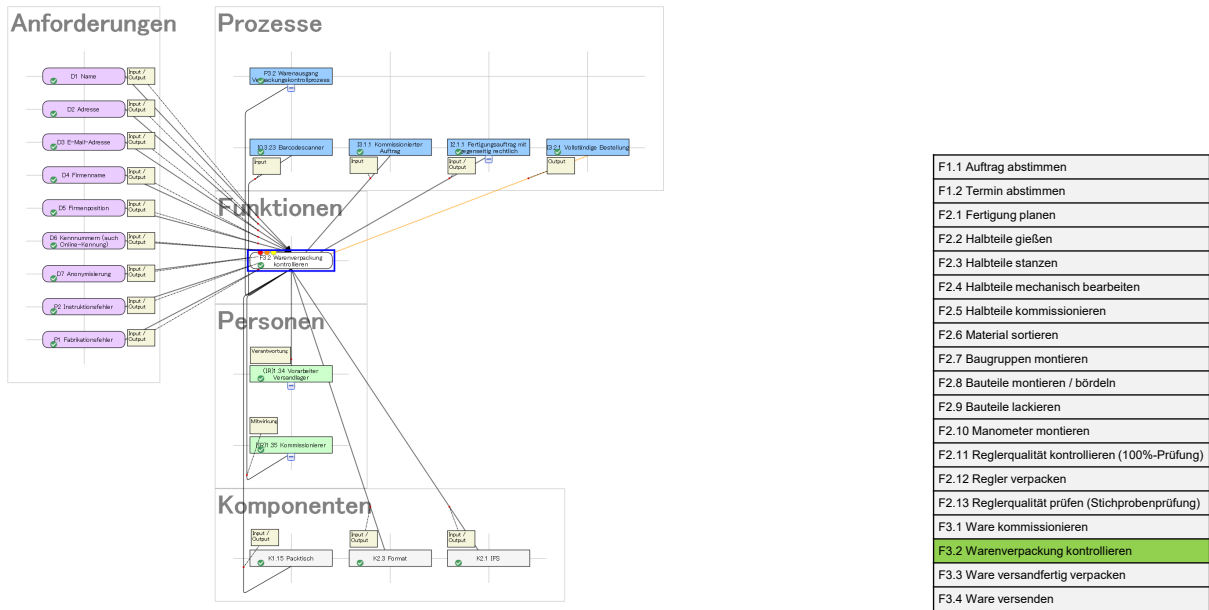 Anforderungen
Prozesse
D1 Name
Input /
Output
D2 Adresse
Input /
Output
D3 E-Mail-Adresse
Input /
Output
D4 Firmenname
Input /
Output
D5 Firmenposition
Input /
Output
D6 Kennnummern (auch
Online-Kennung)
Input /
Output
D7 Anonymisierung
Input /
Output
P2 Instruktionsfehler
Input /
Output
P1 Fabrikationsfehler
Input /
Output
P3.2 Warenausgang
Verpackungskontrollprozess
I0.3.23 Barcodescanner
Input
I3.1.1 Kommissionierter
Auftrag
Input
I2.1.1 Fertigungsauftrag mit
gegenseitig rechtlich
Input /
Output
I3.2.1 Vollständige Bestellung
Output
Funktionen
F3.2 Warenverpackung
kontrollieren
Personen
Verantwortung
(IR)1.34 Vorarbeiter
Versandlager
Mitwirkung
1.35 Kommissionierer
Komponenten
Input /
Output
K1.15 Packtisch
Input /
Output
K2.3 Format
Input /
Output
K2.1 IFS
F1.1 Auftrag abstimmen
F1.2 Termin abstimmen
F2.1 Fertigung planen
F2.2 Halbteile gießen
F2.3 Halbteile stanzen
F2.4 Halbteile mechanisch bearbeiten
F2.5 Halbteile kommissionieren
F2.6 Material sortieren
F2.7 Baugruppen montieren
F2.8 Bauteile montieren / bördeln
F2.9 Bauteile lackieren
F2.10 Manometer montieren
F2.11 Reglerqualität kontrollieren (100%-Prüfung)
F2.12 Regler verpacken
F2.13 Reglerqualität prüfen (Stichprobenprüfung)
F3.1 Ware kommissionieren
F3.2 Warenverpackung kontrollieren
F3.3 Ware versandfertig verpacken
F3.4 Ware versenden